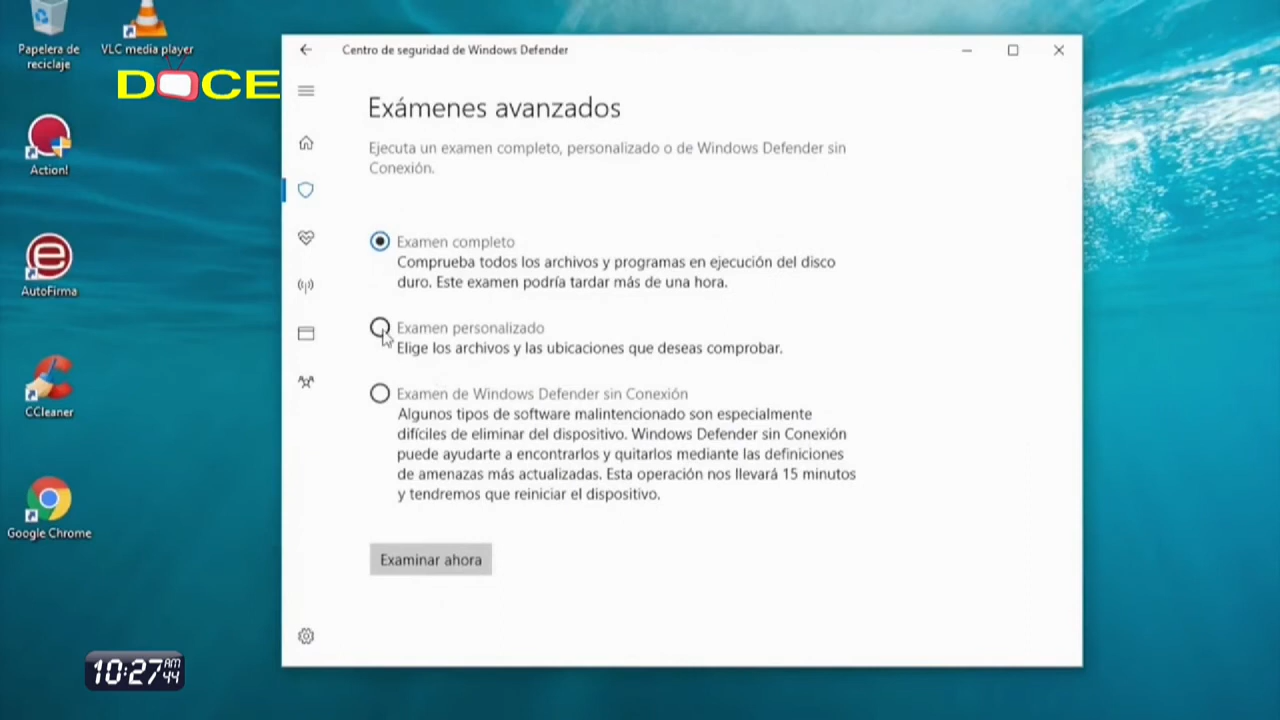 Papelera de
reciclaje
VLC media player
DOCE
Action!
AutoFirma
CCleaner
Google Chrome
Centro de seguridad de Windows Defender
Exámenes avanzados
Ejecuta un examen completo, personalizado o de Windows Defender sin
Conexión.
Examen completo
Comprueba todos los archivos y programas en ejecución del disco
duro. Este examen podría tardar más de una hora.
Examen personalizado
Elige los archivos y las ubicaciones que deseas comprobar.
Examen de Windows Defender sin Conexión
Algunos tipos de software malintencionado son especialmente
difíciles de eliminar del dispositivo. Windows Defender sin Conexión
puede ayudarte a encontrarlos y quitarlos mediante las definiciones
de amenazas más actualizadas. Esta operación nos llevará 15 minutos
y tendremos que reiniciar el dispositivo.
Examinar ahora
10:27 AM 44